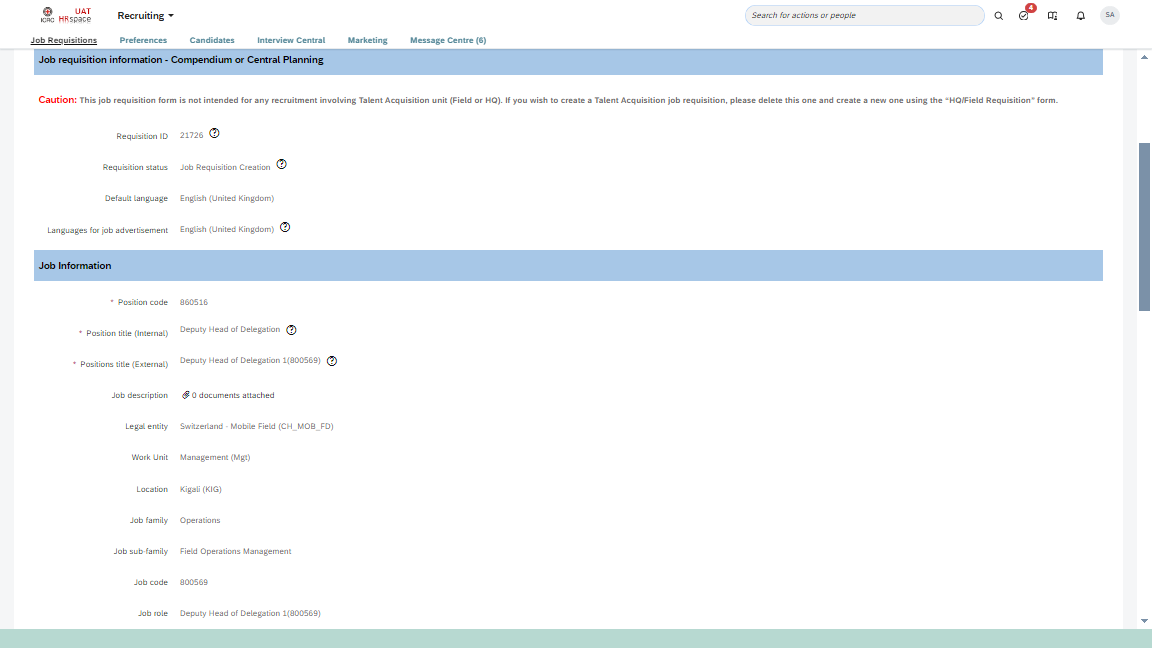 ICRC
UAT
HRspace
Recruiting
Search for actions or people
4
SA
Job Requisitions
Preferences
Candidates
Interview Central
Marketing
Message Centre (6)
Job requisition information - Compendium or Central Planning
Caution: This job requisition form is not intended for any recruitment involving Talent Acquisition unit (Field or HQ). If you wish to create a Talent Acquisition job requisition, please delete this one and create a new one using the “HQ/Field Requisition” form.
Requisition ID 21726
Requisition status Job Requisition Creation
Default language English (United Kingdom)
Languages for job advertisement English (United Kingdom)
Job Information
* Position code 860516
* Position title (Internal) Deputy Head of Delegation
* Positions title (External) Deputy Head of Delegation 1(800569)
Job description 0 documents attached
Legal entity Switzerland - Mobile Field (CH_MOB_FD)
Work Unit Management (Mgt)
Location Kigali (KIG)
Job family Operations
Job sub-family Field Operations Management
Job code 800569
Job role Deputy Head of Delegation 1(800569)